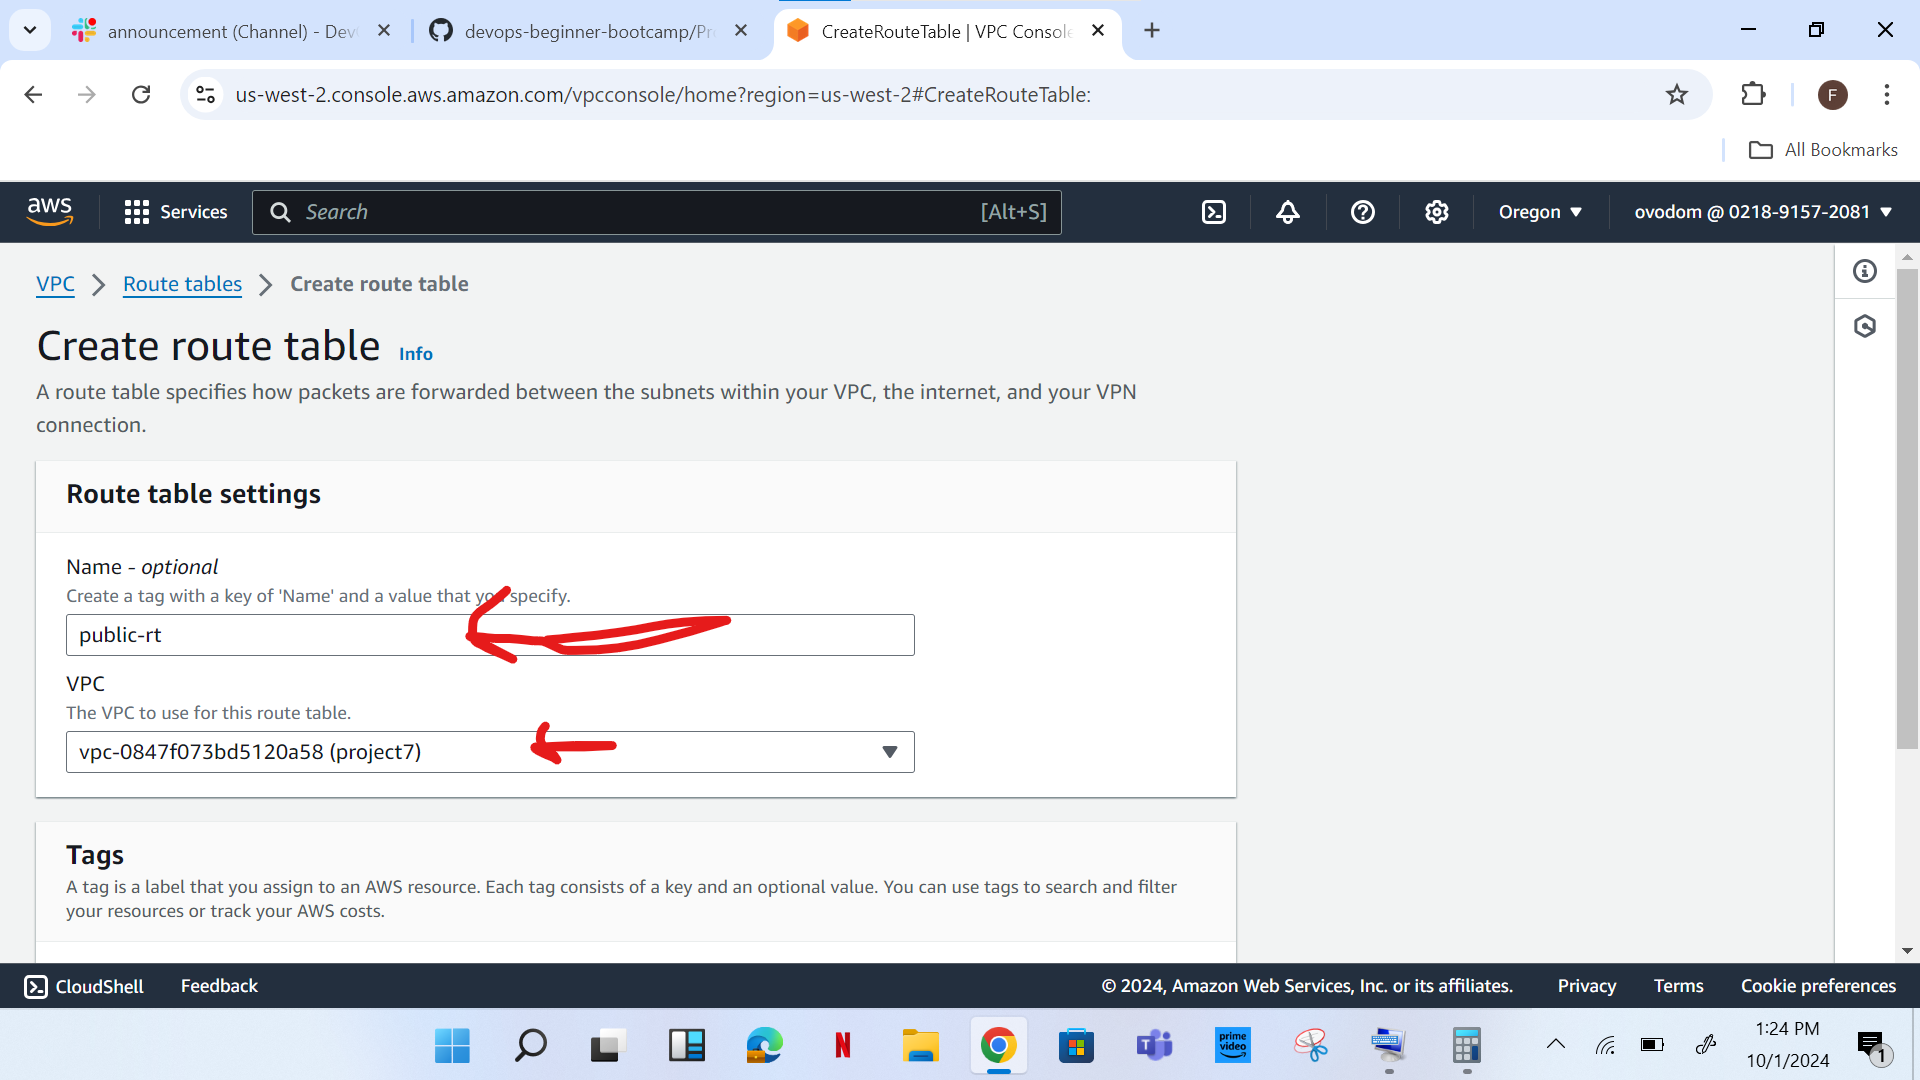 announcement (Channel) - Dev
devops-beginner-bootcamp/Pr
CreateRouteTable | VPC Console
us-west-2.console.aws.amazon.com/vpcconsole/home?region=us-west-2#CreateRouteTable:
F
All Bookmarks
aws
Services
Search
[Alt+S]
Oregon
ovodom @ 0218-9157-2081
VPC
Route tables
Create route table
Create route table
Info
A route table specifies how packets are forwarded between the subnets within your VPC, the internet, and your VPN
connection.
Route table settings
Name - optional
Create a tag with a key of 'Name' and a value that you specify.
public-rt
VPC
The VPC to use for this route table.
vpc-0847f073bd5120a58 (project7)
Tags
A tag is a label that you assign to an AWS resource. Each tag consists of a key and an optional value. You can use tags to search and filter
your resources or track your AWS costs.
CloudShell
Feedback
© 2024, Amazon Web Services, Inc. or its affiliates.
Privacy
Terms
Cookie preferences
N
T
prime
video
1:24 PM
10/1/2024
1